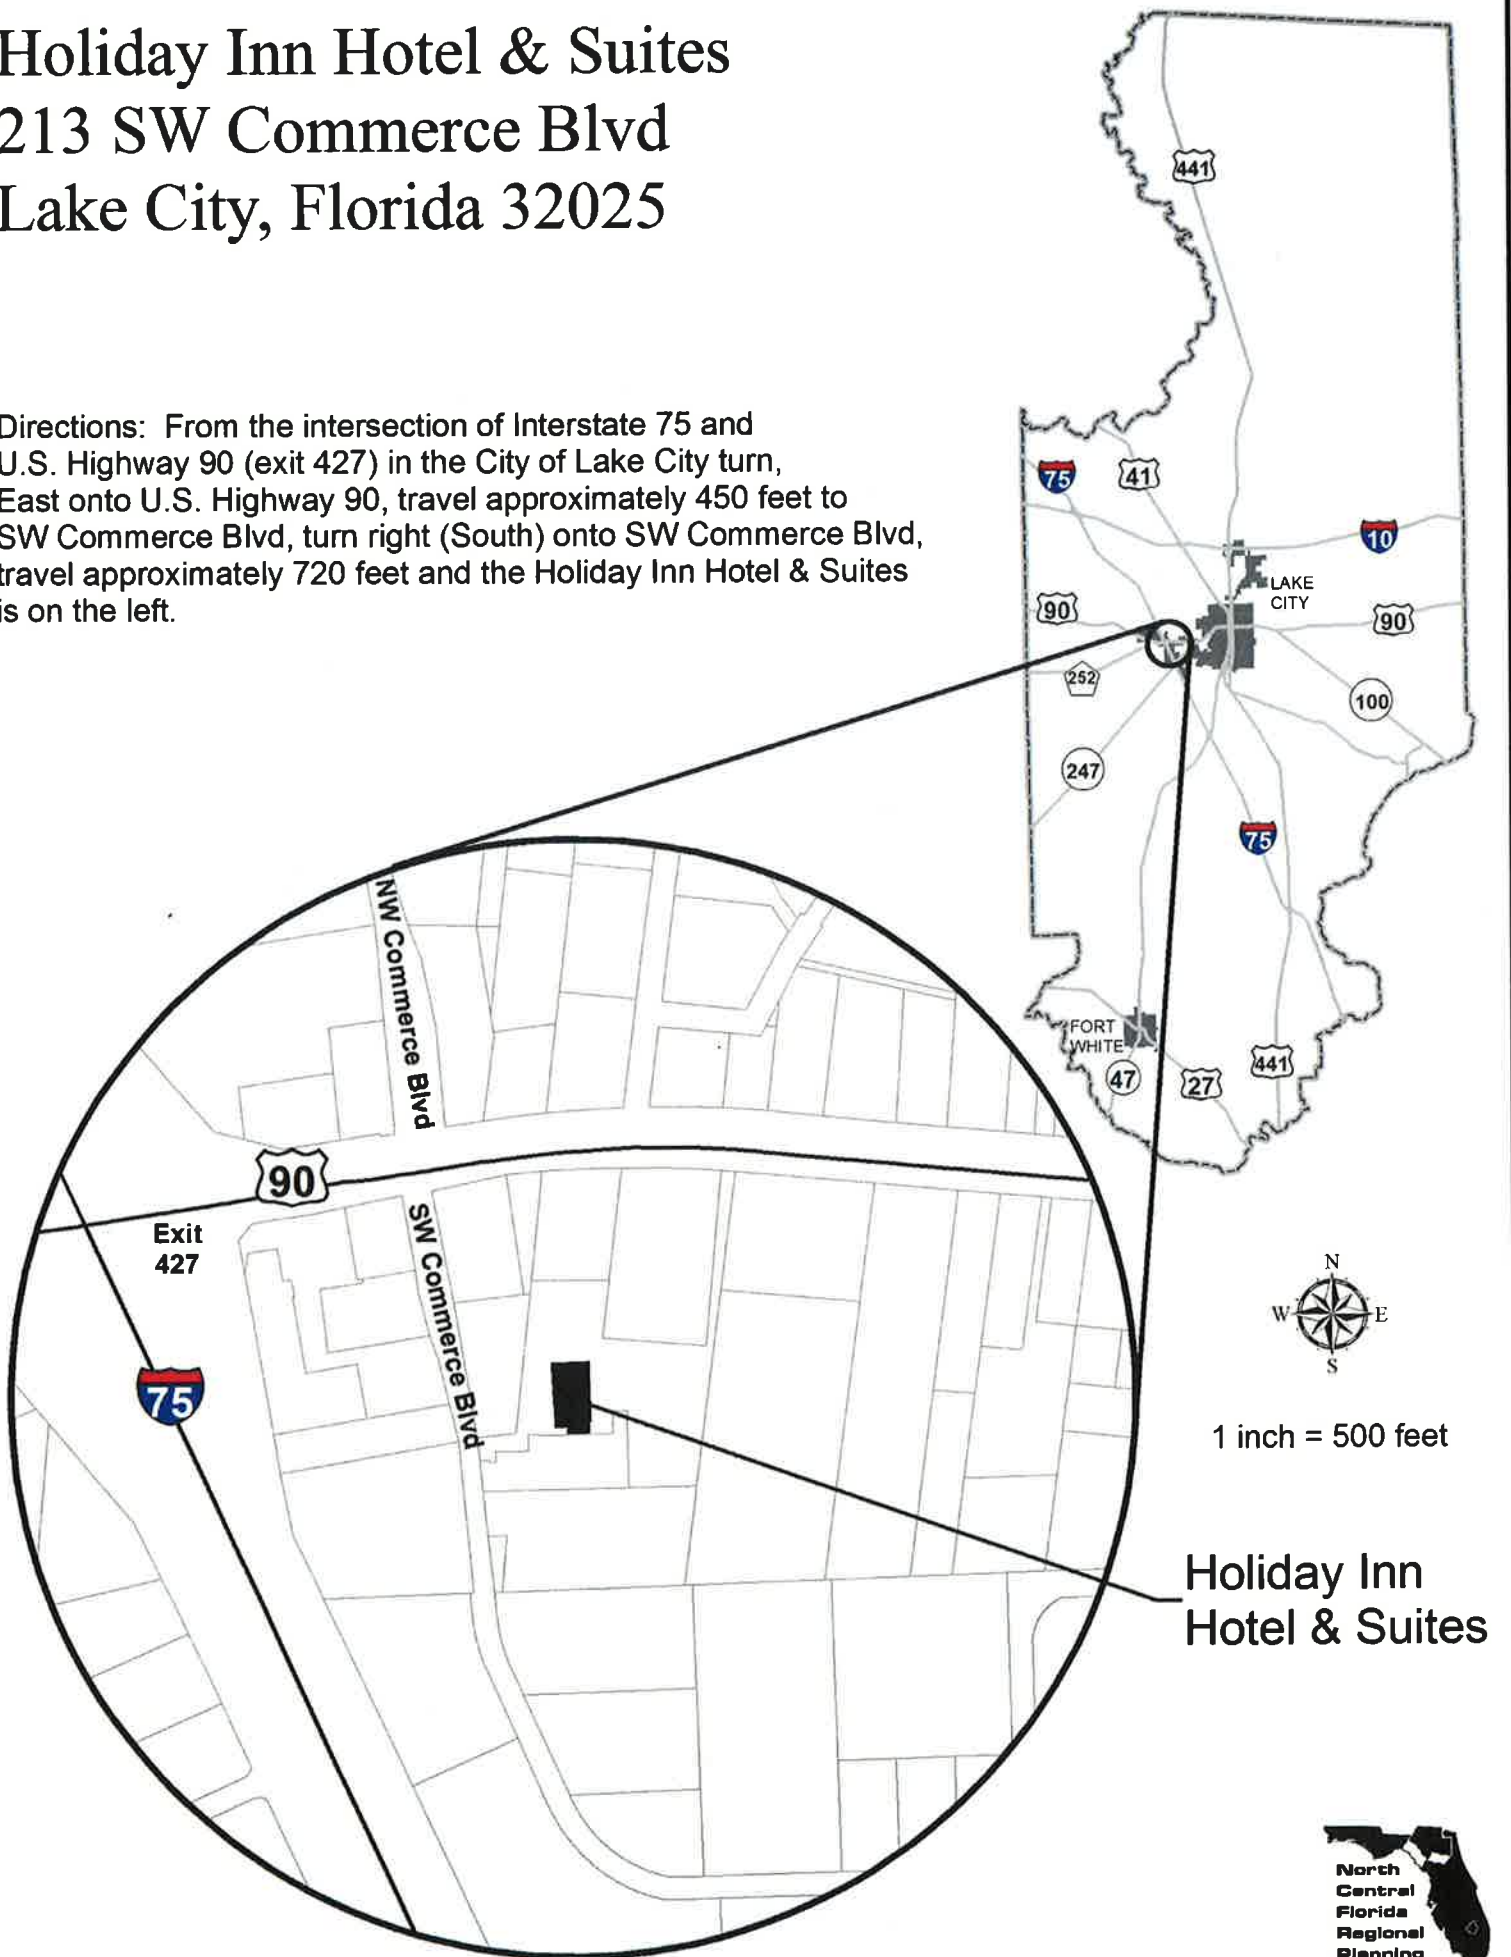 Holiday Inn Hotel & Suites
213 SW Commerce Blvd
Lake City, Florida 32025
Directions: From the intersection of Interstate 75 and
U.S. Highway 90 (exit 427) in the City of Lake City turn,
East onto U.S. Highway 90, travel approximately 450 feet to
SW Commerce Blvd, turn right (South) onto SW Commerce Blvd,
travel approximately 720 feet and the Holiday Inn Hotel & Suites
is on the left.
441
75
41
10
LAKE
CITY
90
90
252
100
247
75
FORT
WHITE
47
27
441
NW Commerce Blvd
90
Exit
427
SW Commerce Blvd
75
N
W
E
S
1 inch = 500 feet
Holiday Inn
Hotel & Suites
North
Central
Florida
Regional
Planning